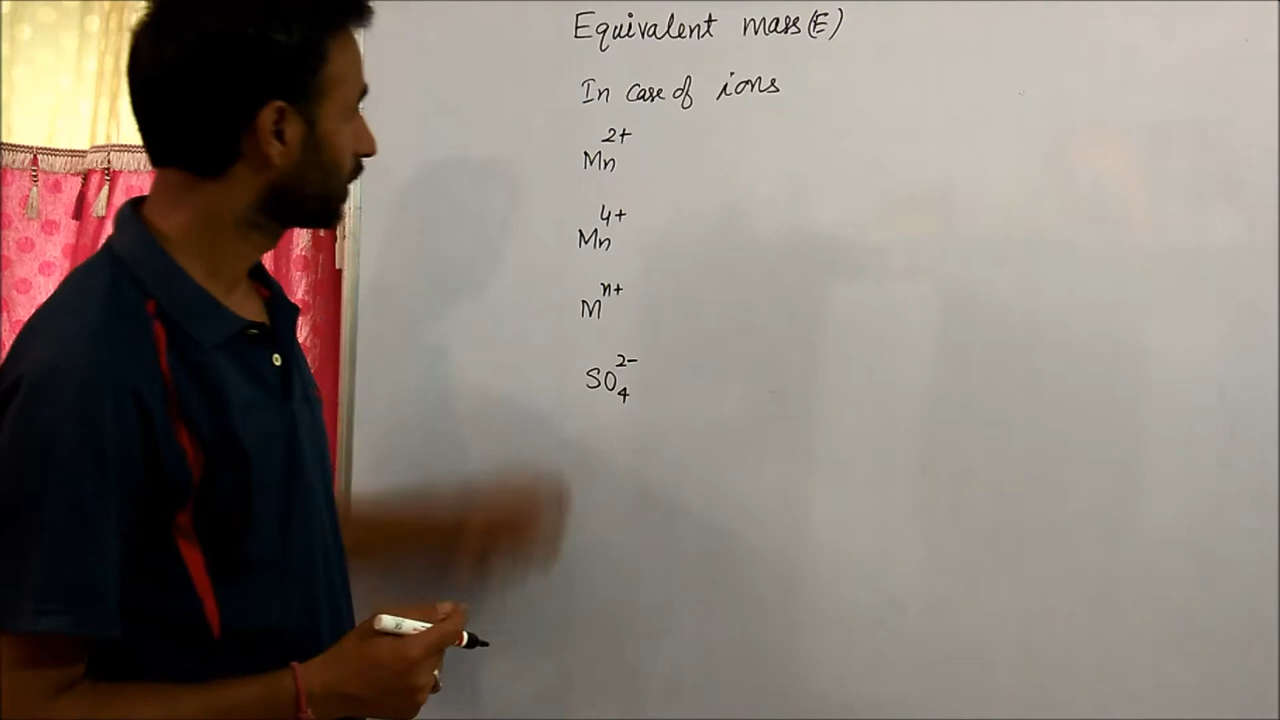 Equivalent mass(E)
In case of ions
Mn²⁺
Mn⁴⁺
Mⁿ⁺
SO₄²⁻